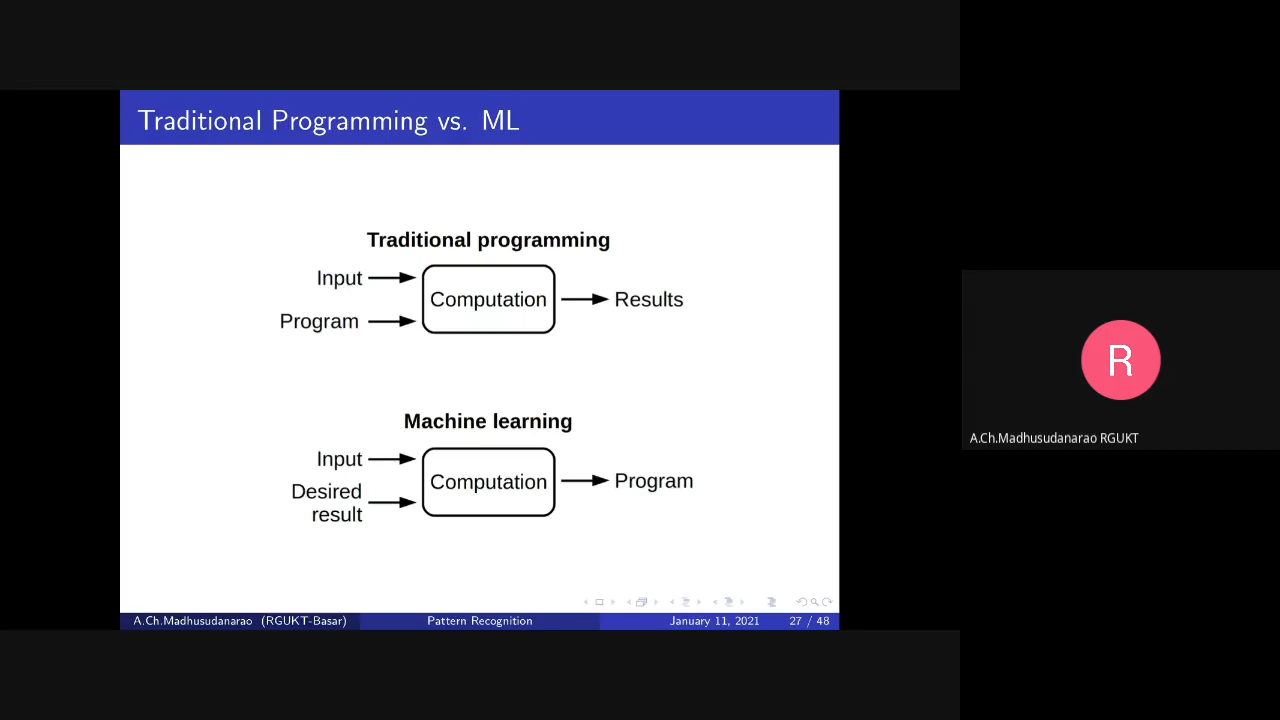 Traditional Programming vs. ML
Traditional programming
Input
Program
Computation
Results
Machine learning
Input
Desired
result
Computation
Program
A.Ch.Madhusudanarao (RGUKT-Basar)
Pattern Recognition
January 11, 2021
27 / 48
R
A.Ch.Madhusudanarao RGUKT